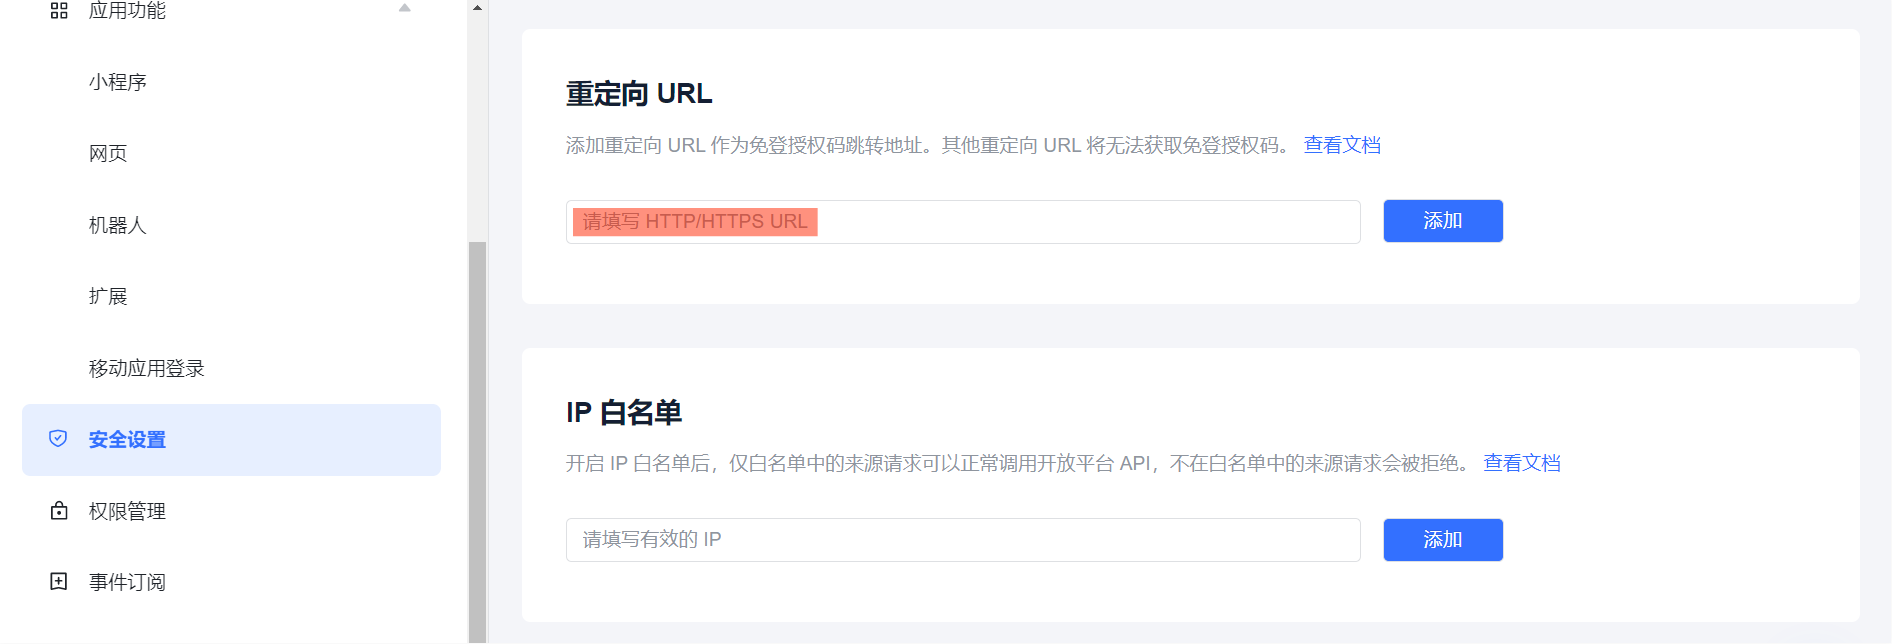 应用功能
小程序
网页
机器人
扩展
移动应用登录
安全设置
权限管理
事件订阅
重定向 URL
添加重定向 URL 作为免登授权码跳转地址。其他重定向 URL 将无法获取免登授权码。 查看文档
请填写 HTTP/HTTPS URL
添加
IP 白名单
开启 IP 白名单后，仅白名单中的来源请求可以正常调用开放平台 API，不在白名单中的来源请求会被拒绝。 查看文档
请填写有效的 IP
添加